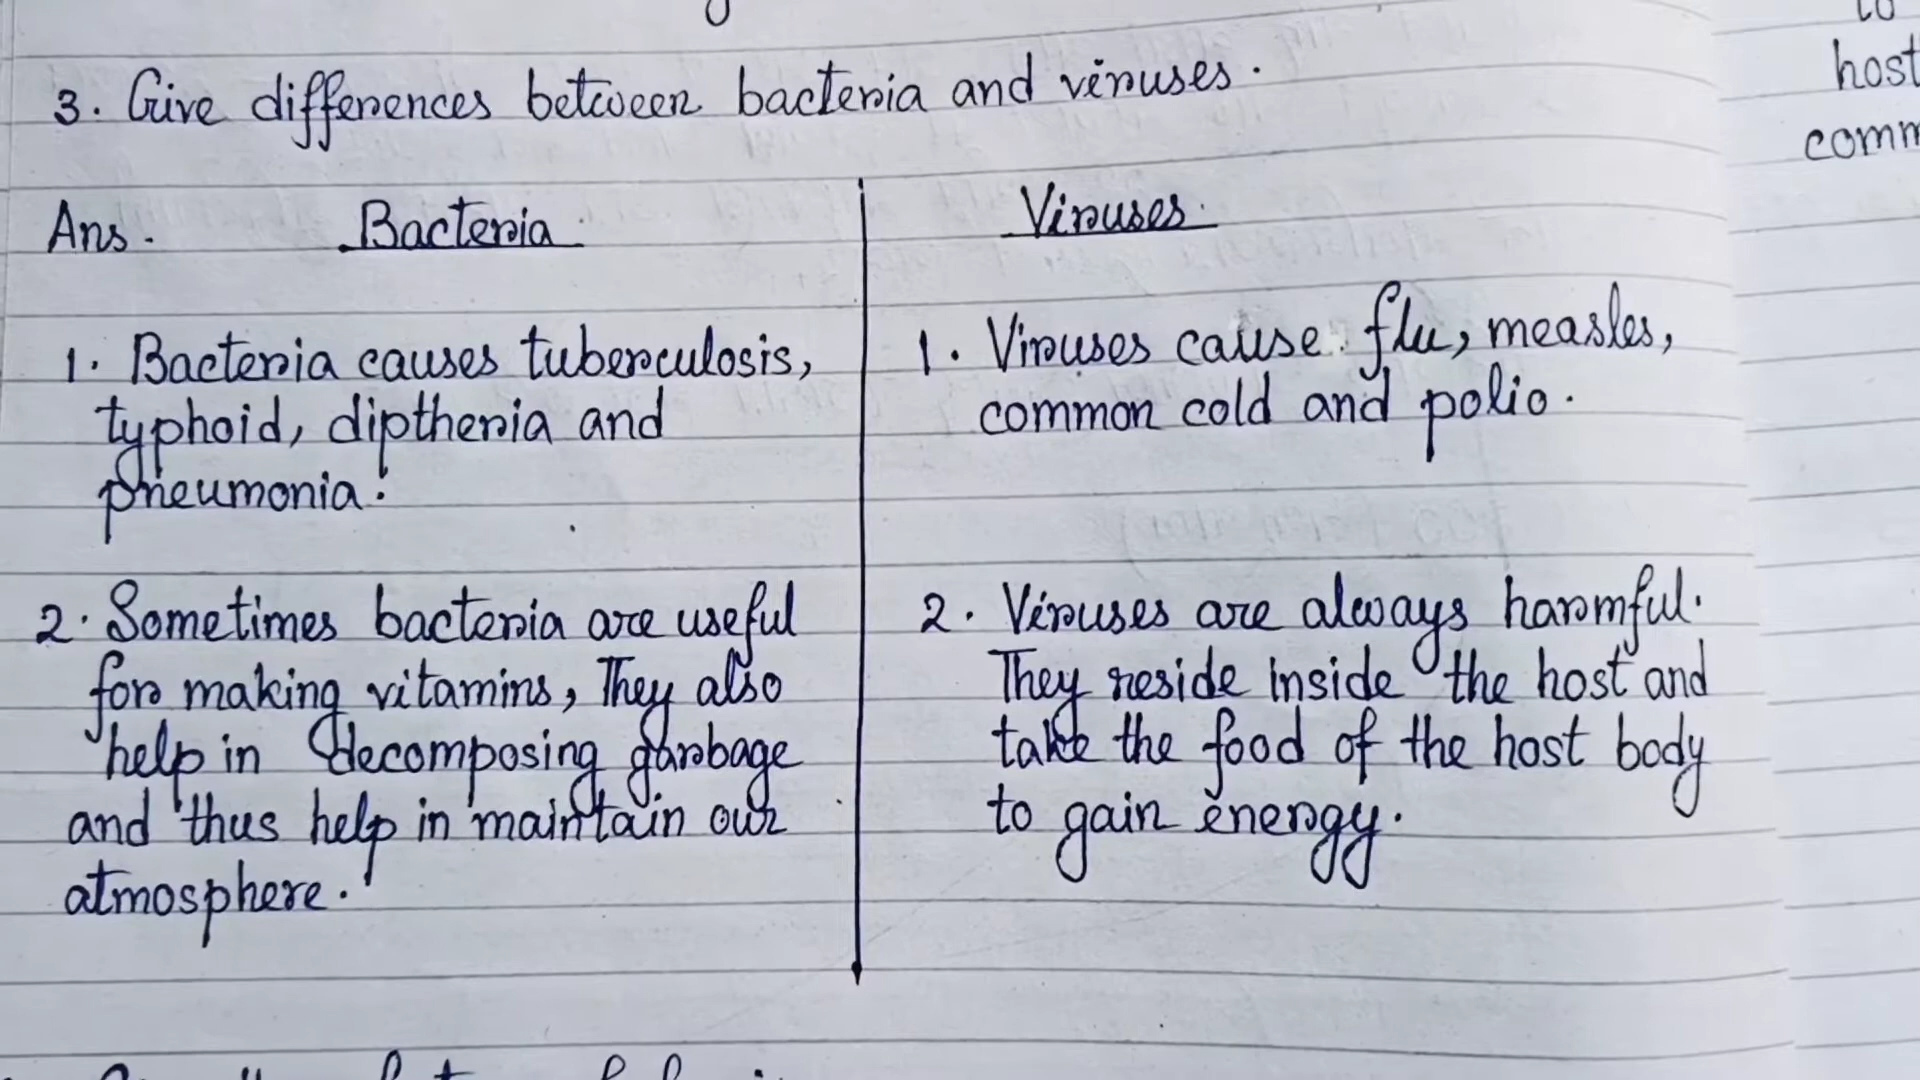 3. Give differences between bacteria and viruses.
Ans. Bacteria.
1. Bacteria causes tuberculosis,
typhoid, diptheria and
pneumonia.
2. Sometimes bacteria are useful
for making vitamins, They also
help in decomposing garbage
and thus help in maintain our
atmosphere.
Viruses.
1. Viruses cause flu, measles,
common cold and polio.
2. Viruses are always harmful.
They reside inside the host and
take the food of the host body
to gain energy.
to
host